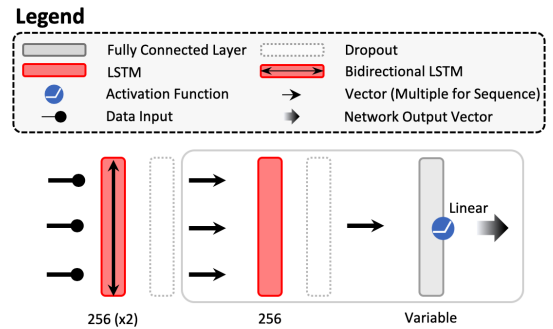 Legend
Fully Connected Layer
Dropout
LSTM
Bidirectional LSTM
Activation Function
Vector (Multiple for Sequence)
Data Input
Network Output Vector
Linear
256 (x2)
256
Variable